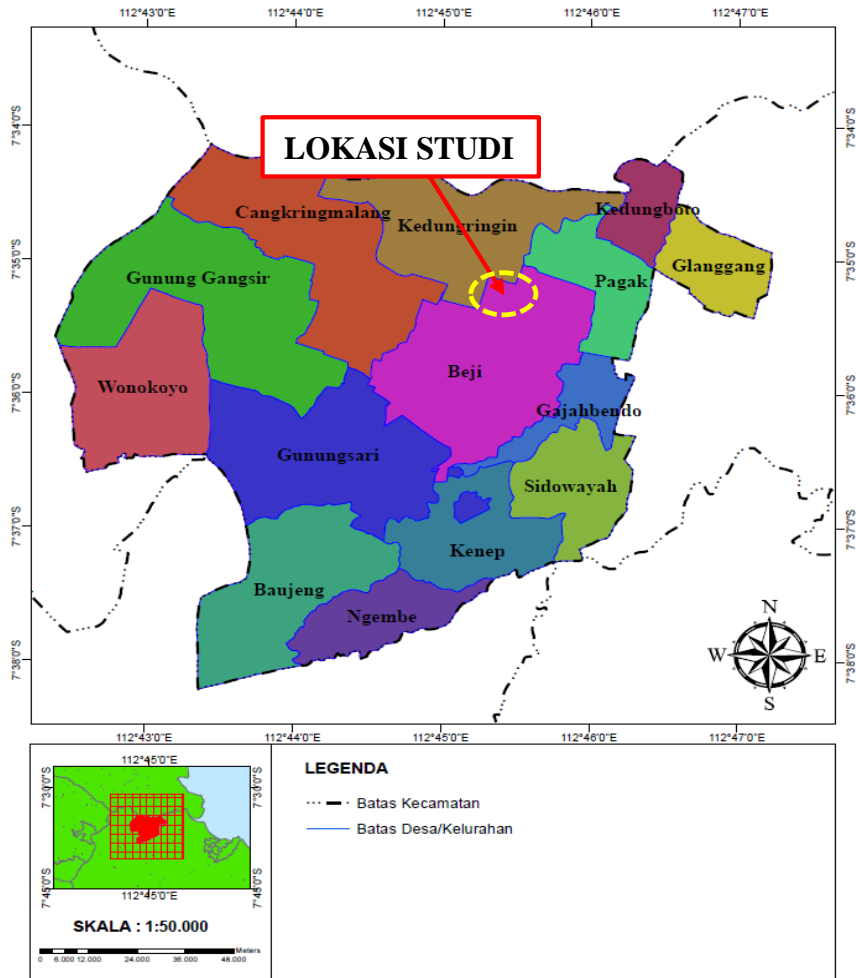 112°43'0"E 112°44'0"E 112°45'0"E 112°46'0"E 112°47'0"E
7°34'0"S 7°34'0"S
LOKASI STUDI
Cangkringmalang
Kedungringin
Kedungboto
7°35'0"S 7°35'0"S
Gunung Gangsir
Pagak
Glanggang
Wonokoyo
Beji
7°36'0"S 7°36'0"S
Gajahbendo
Gunungsari
Sidowayah
7°37'0"S 7°37'0"S
Kenep
Baujeng
Ngembe
N
W E
S
7°38'0"S 7°38'0"S
112°43'0"E 112°44'0"E 112°45'0"E 112°46'0"E 112°47'0"E
112°45'0"E
7°30'0"S 7°30'0"S
7°45'0"S 7°45'0"S
112°45'0"E
SKALA : 1:50.000
Meters
0 6.000 12.000 24.000 36.000 48.000
LEGENDA
Batas Kecamatan
Batas Desa/Kelurahan